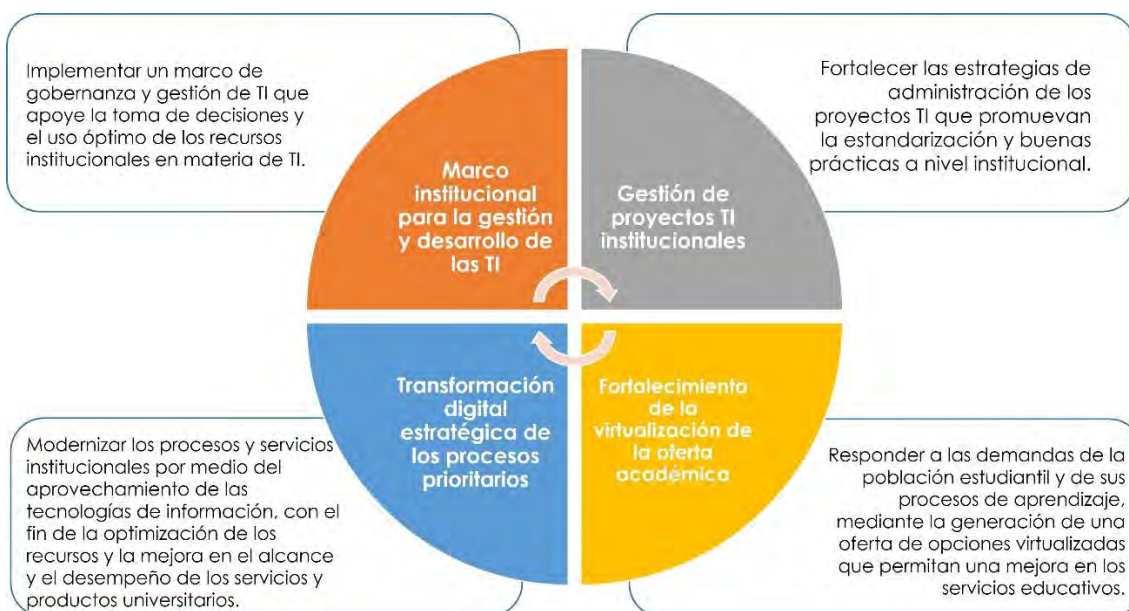 Implementar un marco de
gobernanza y gestión de TI que
apoye la toma de decisiones y
el uso óptimo de los recursos
institucionales en materia de TI.
Marco
institucional
para la gestión
y desarrollo de
las TI
Gestión de
proyectos TI
institucionales
Fortalecer las estrategias de
administración de los
proyectos TI que promuevan
la estandarización y buenas
prácticas a nivel institucional.
Modernizar los procesos y servicios
institucionales por medio del
aprovechamiento de las
tecnologías de información, con el
fin de la optimización de los
recursos y la mejora en el alcance
y el desempeño de los servicios y
productos universitarios.
Transformación
digital
estratégica de
los procesos
prioritarios
Fortalecimiento
de la
virtualización de
la oferta
académica
Responder a las demandas de la
población estudiantil y de sus
procesos de aprendizaje,
mediante la generación de una
oferta de opciones virtualizadas
que permitan una mejora en los
servicios educativos.